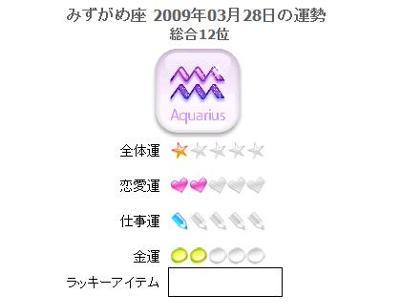 みずがめ座 2009年03月28日の運勢
総合12位
Aquarius
全体運
恋愛運
仕事運
金運
ラッキーアイテム